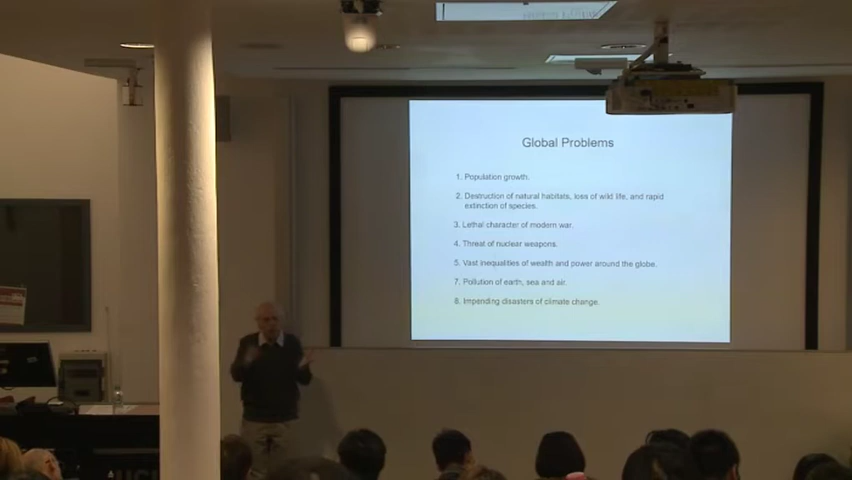 Global Problems
1. Population growth.
2. Destruction of natural habitats, loss of wild life, and rapid
extinction of species.
3. Lethal character of modern war.
4. Threat of nuclear weapons.
5. Vast inequalities of wealth and power around the globe.
7. Pollution of earth, sea and air.
8. Impending disasters of climate change.